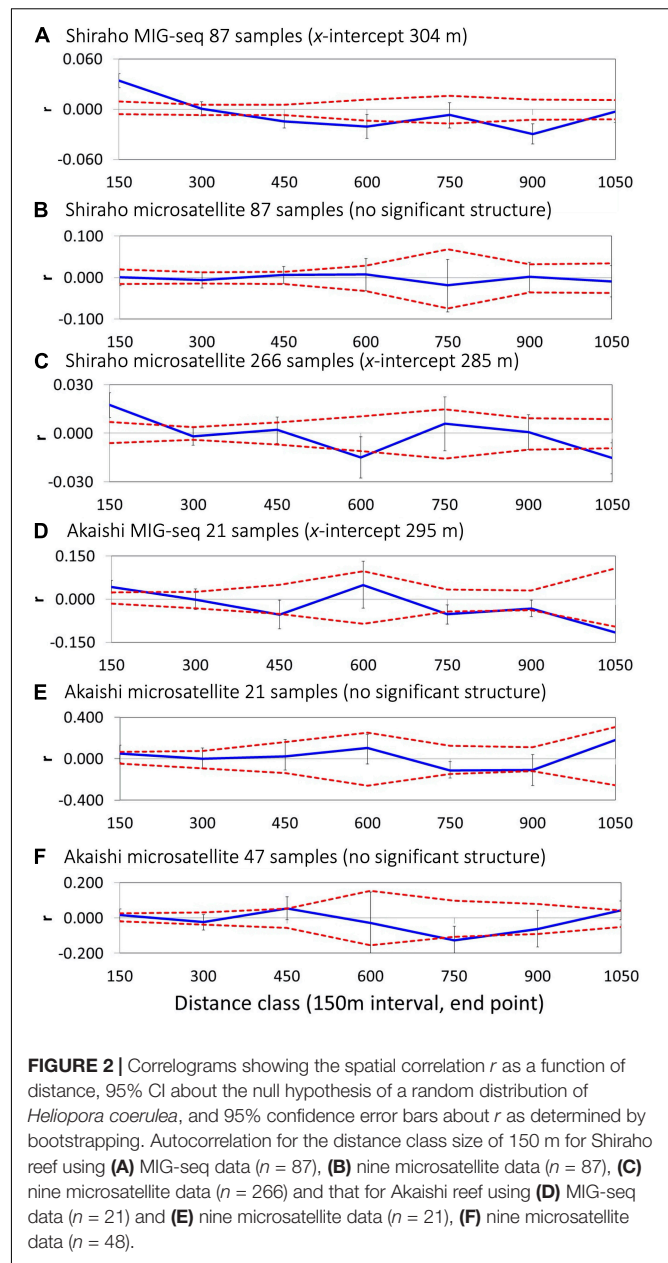 A Shiraho MIG-seq 87 samples (x-intercept 304 m)
0.060
0.000
-0.060
r
150 300 450 600 750 900 1050
B Shiraho microsatellite 87 samples (no significant structure)
0.100
0.000
-0.100
r
150 300 450 600 750 900 1050
C Shiraho microsatellite 266 samples (x-intercept 285 m)
0.030
0.000
-0.030
r
150 300 450 600 750 900 1050
D Akaishi MIG-seq 21 samples (x-intercept 295 m)
0.150
0.000
-0.150
r
150 300 450 600 750 900 1050
E Akaishi microsatellite 21 samples (no significant structure)
0.400
0.000
-0.400
r
150 300 450 600 750 900 1050
F Akaishi microsatellite 47 samples (no significant structure)
0.200
0.000
-0.200
r
150 300 450 600 750 900 1050
Distance class (150m interval, end point)
FIGURE 2 | Correlograms showing the spatial correlation r as a function of
distance, 95% CI about the null hypothesis of a random distribution of
Heliopora coerulea, and 95% confidence error bars about r as determined by
bootstrapping. Autocorrelation for the distance class size of 150 m for Shiraho
reef using (A) MIG-seq data (n = 87), (B) nine microsatellite data (n = 87), (C)
nine microsatellite data (n = 266) and that for Akaishi reef using (D) MIG-seq
data (n = 21) and (E) nine microsatellite data (n = 21), (F) nine microsatellite
data (n = 48).